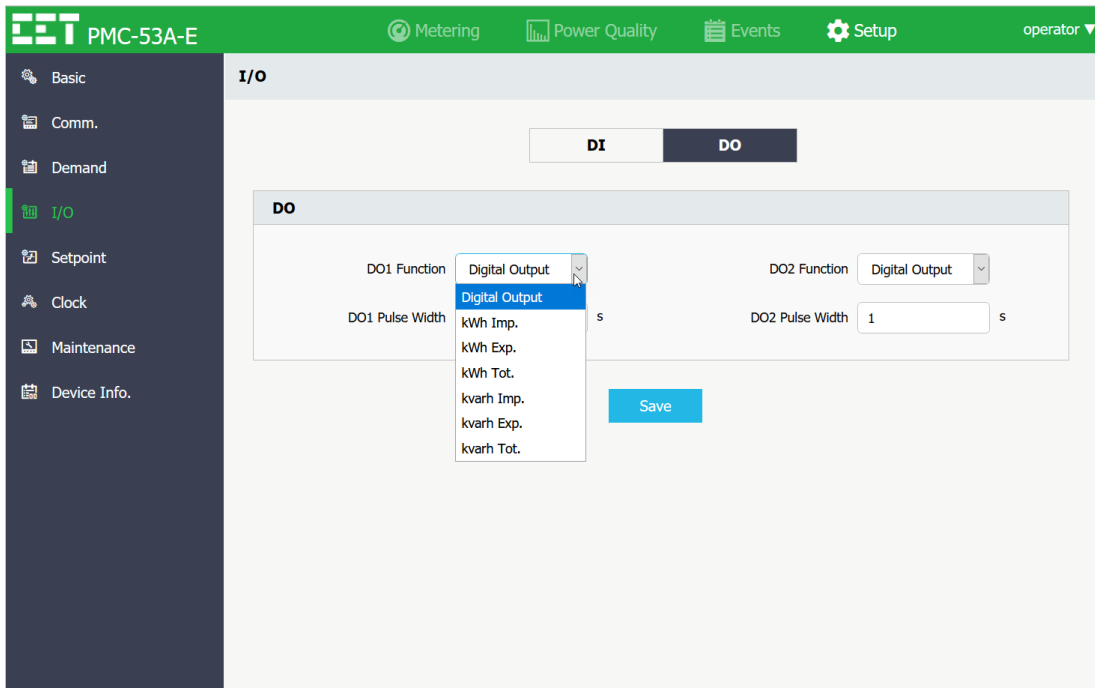 CET PMC-53A-E
Metering
Power Quality
Events
Setup
operator ▼
Basic
Comm.
Demand
I/O
Setpoint
Clock
Maintenance
Device Info.
I/O
DI
DO
DO
DO1 Function
Digital Output
DO2 Function
Digital Output
Digital Output
kWh Imp.
kWh Exp.
kWh Tot.
kvarh Imp.
kvarh Exp.
kvarh Tot.
DO1 Pulse Width
s
DO2 Pulse Width
1
s
Save